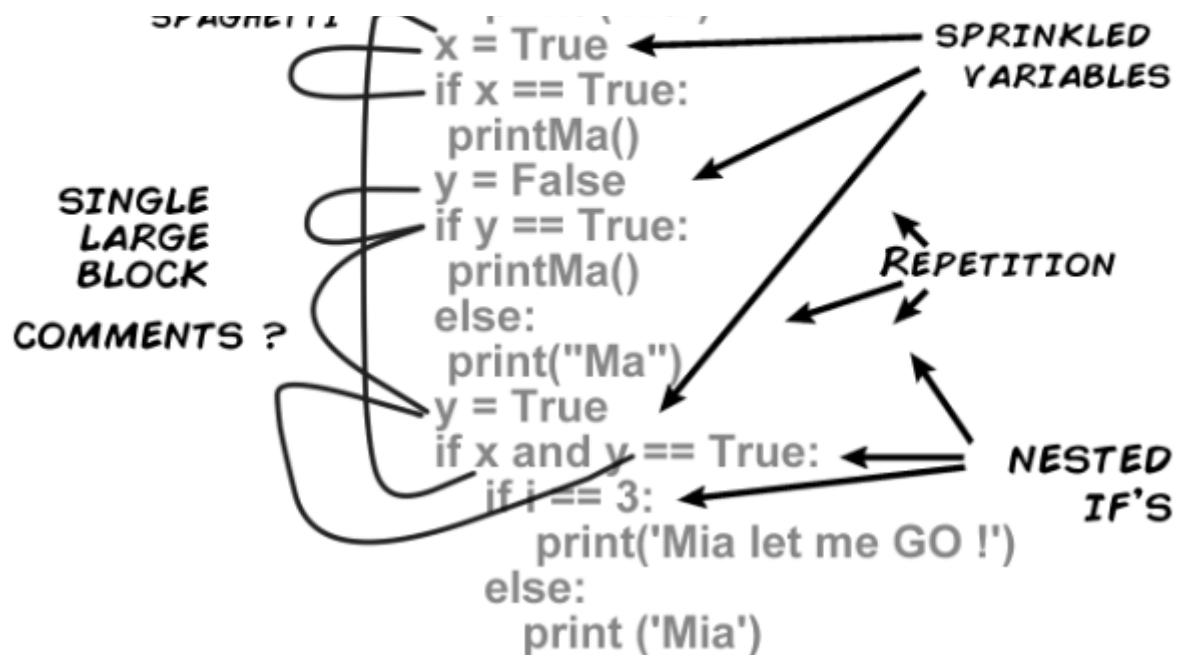 SPAGHETTI
x = True
if x == True:
printMa()
y = False
if y == True:
printMa()
else:
print("Ma")
y = True
if x and y == True:
if i == 3:
print('Mia let me GO !')
else:
print ('Mia')
SINGLE
LARGE
BLOCK
COMMENTS ?
SPRINKLED
VARIABLES
REPETITION
NESTED
IF'S